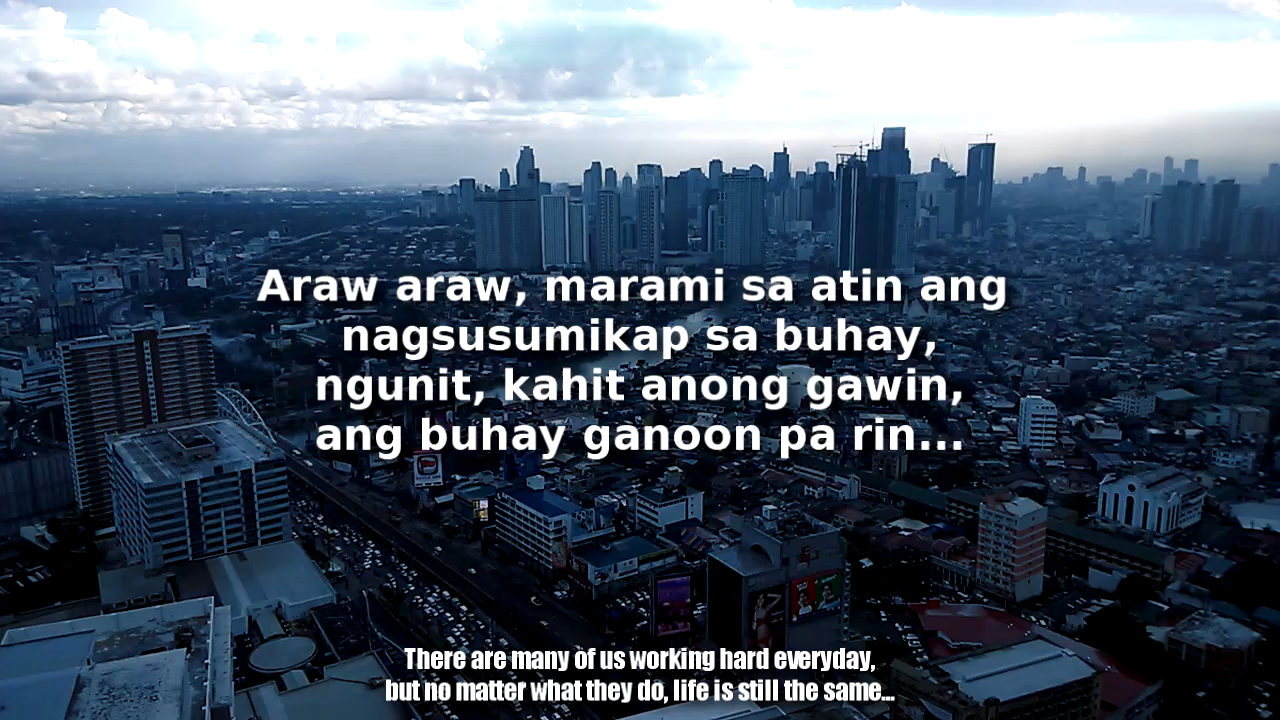 Araw araw, marami sa atin ang
nagsusumikap sa buhay,
ngunit, kahit anong gawin,
ang buhay ganoon pa rin...
There are many of us working hard everyday,
but no matter what they do, life is still the same...